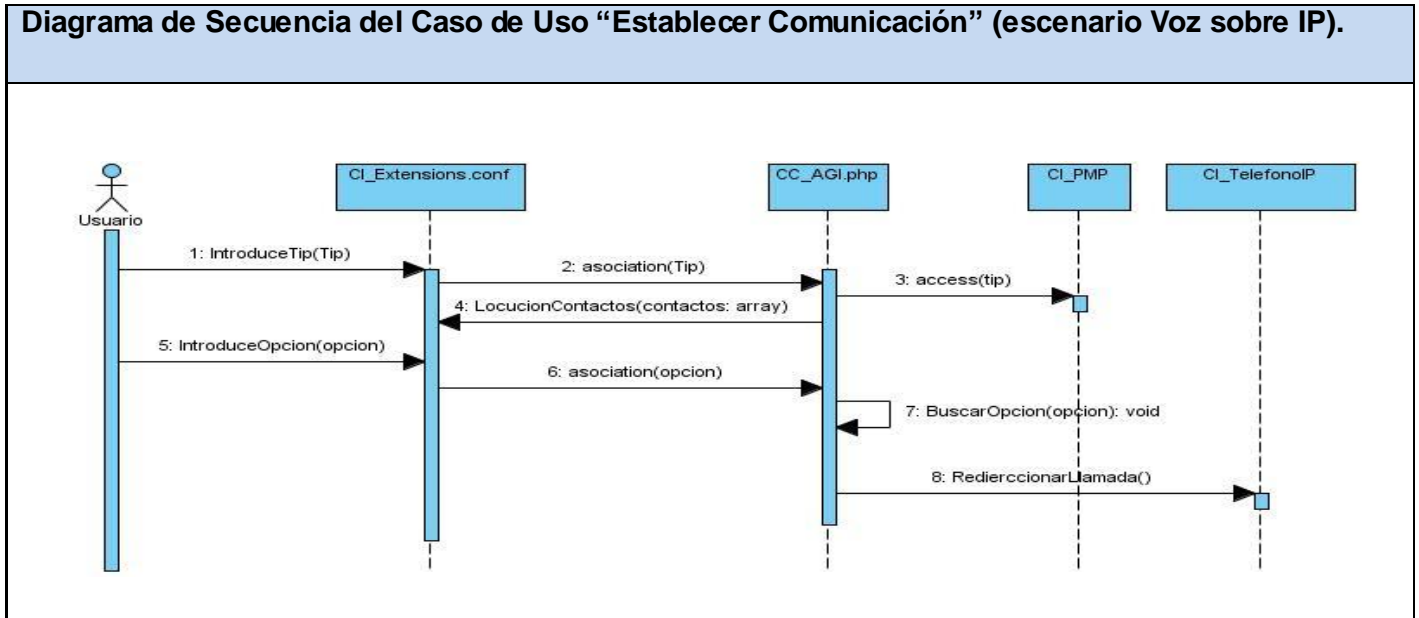 Diagrama de Secuencia del Caso de Uso “Establecer Comunicación” (escenario Voz sobre IP).
CI_Extensions.conf
CC_AGI.php
CI_PMP
CI_TelefonoIP
Usuario
1: IntroduceTip(Tip)
2: asociation(Tip)
3: access(tip)
4: LocucionContactos(contactos: array)
5: IntroduceOpcion(opcion)
6: asociation(opcion)
7: BuscarOpcion(opcion): void
8: RedierccionarLlamada()